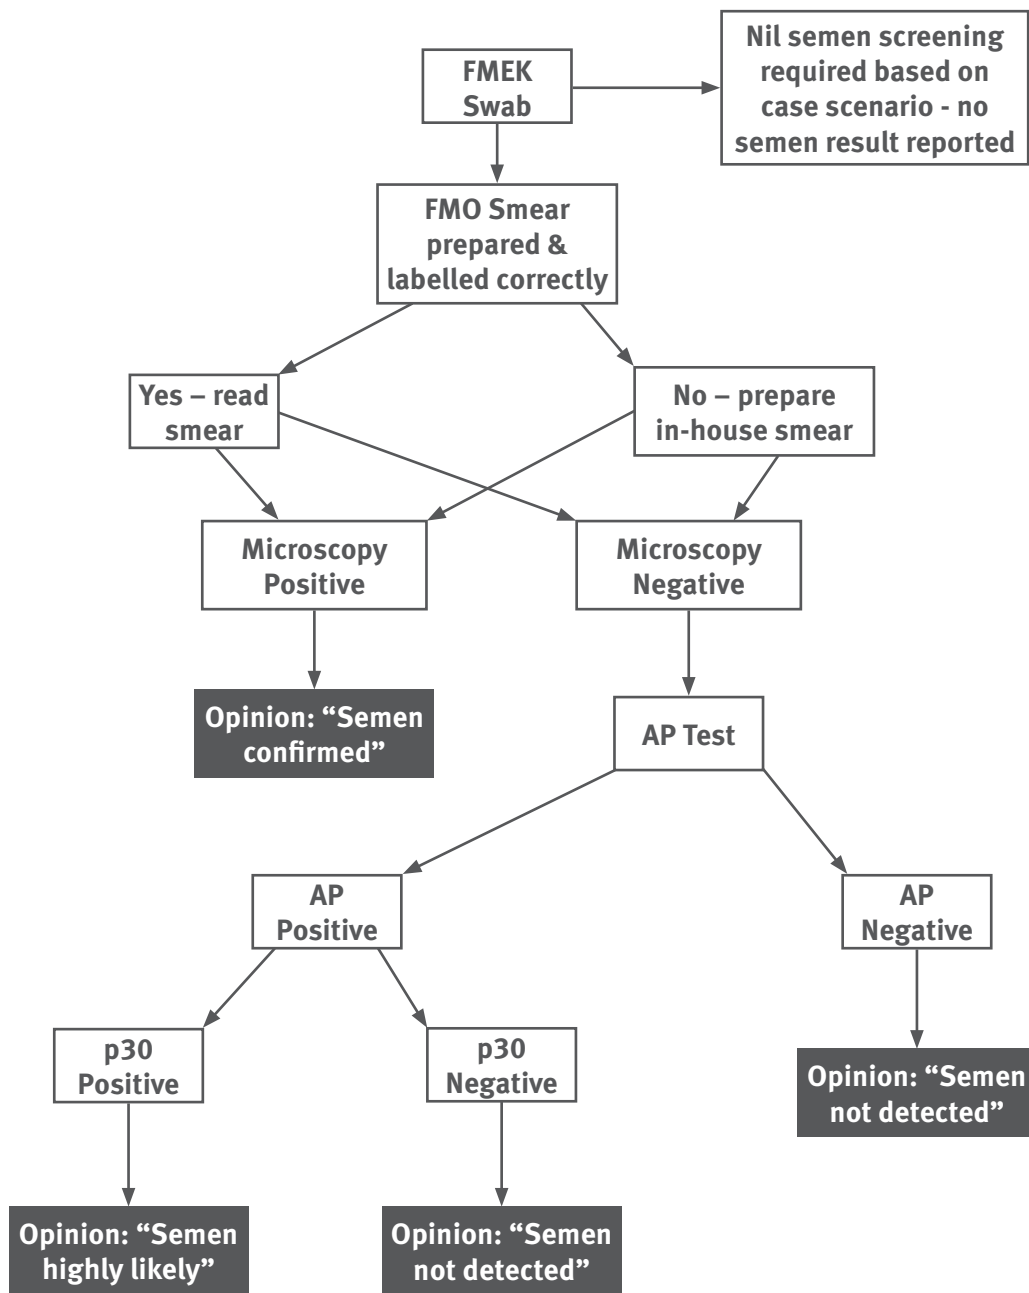 FMEK
Swab
Nil semen screening
required based on
case scenario - no
semen result reported
FMO Smear
prepared &
labelled correctly
Yes – read
smear
No – prepare
in-house smear
Microscopy
Positive
Microscopy
Negative
Opinion: “Semen
confirmed”
AP Test
AP
Positive
AP
Negative
p30
Positive
p30
Negative
Opinion: “Semen
not detected”
Opinion: “Semen
highly likely”
Opinion: “Semen
not detected”